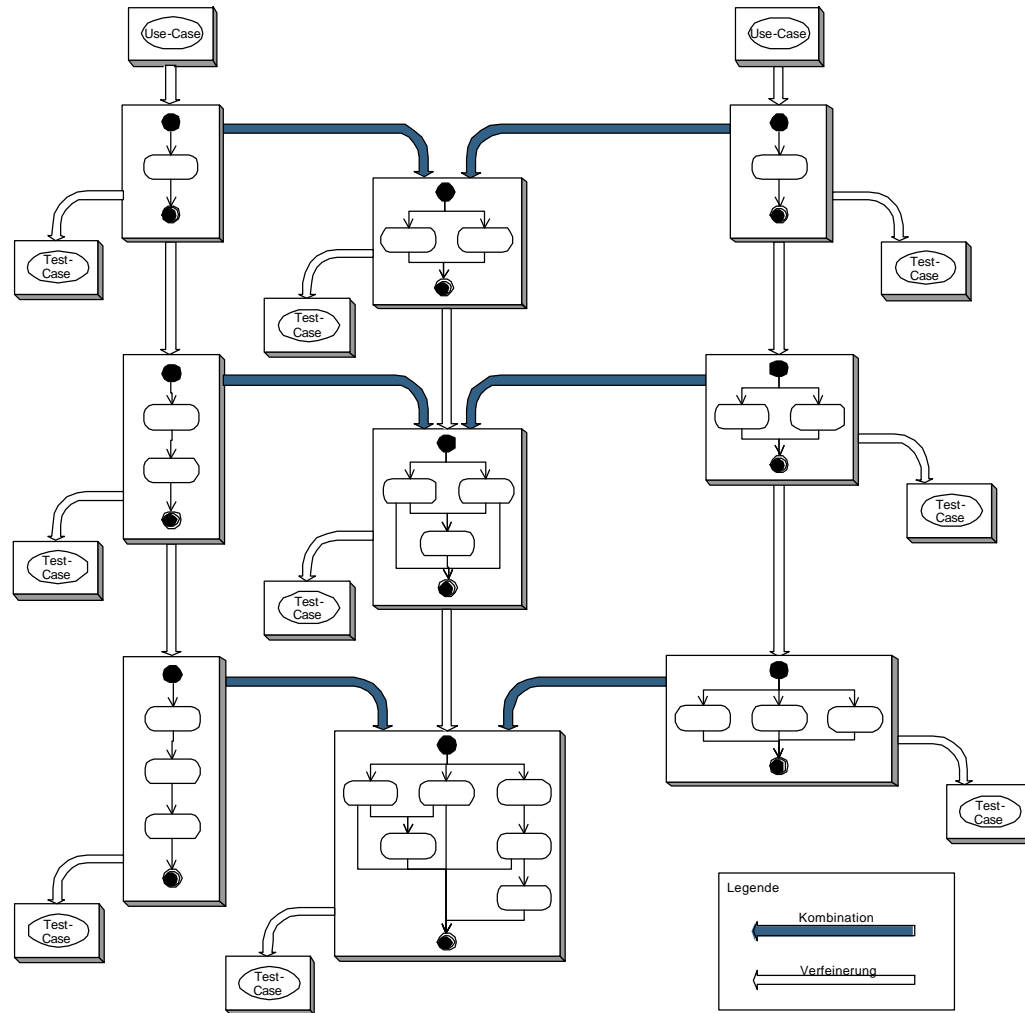 Use-Case
Use-Case
Test-
Case
Test-
Case
Test-
Case
Test-
Case
Test-
Case
Test-
Case
Test-
Case
Test-
Case
Test-
Case
Legende
Kombination
Verfeinerung